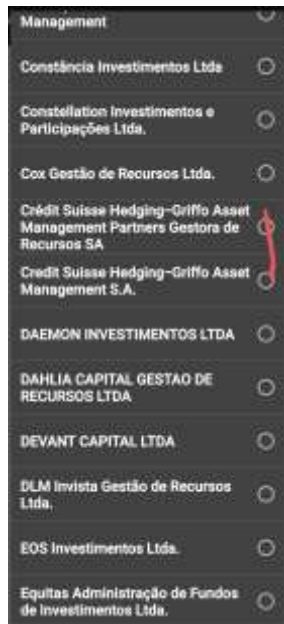 Management
Constância Investimentos Ltda
Constellation Investimentos e
Participações Ltda.
Cox Gestão de Recursos Ltda.
Crédit Suisse Hedging-Griffo Asset
Management Partners Gestora de
Recursos SA
Credit Suisse Hedging-Griffo Asset
Management S.A.
DAEMON INVESTIMENTOS LTDA
DAHLIA CAPITAL GESTAO DE
RECURSOS LTDA
DEVANT CAPITAL LTDA
DLM Invista Gestão de Recursos
Ltda.
EOS Investimentos Ltda.
Equitas Administração de Fundos
de Investimentos Ltda.